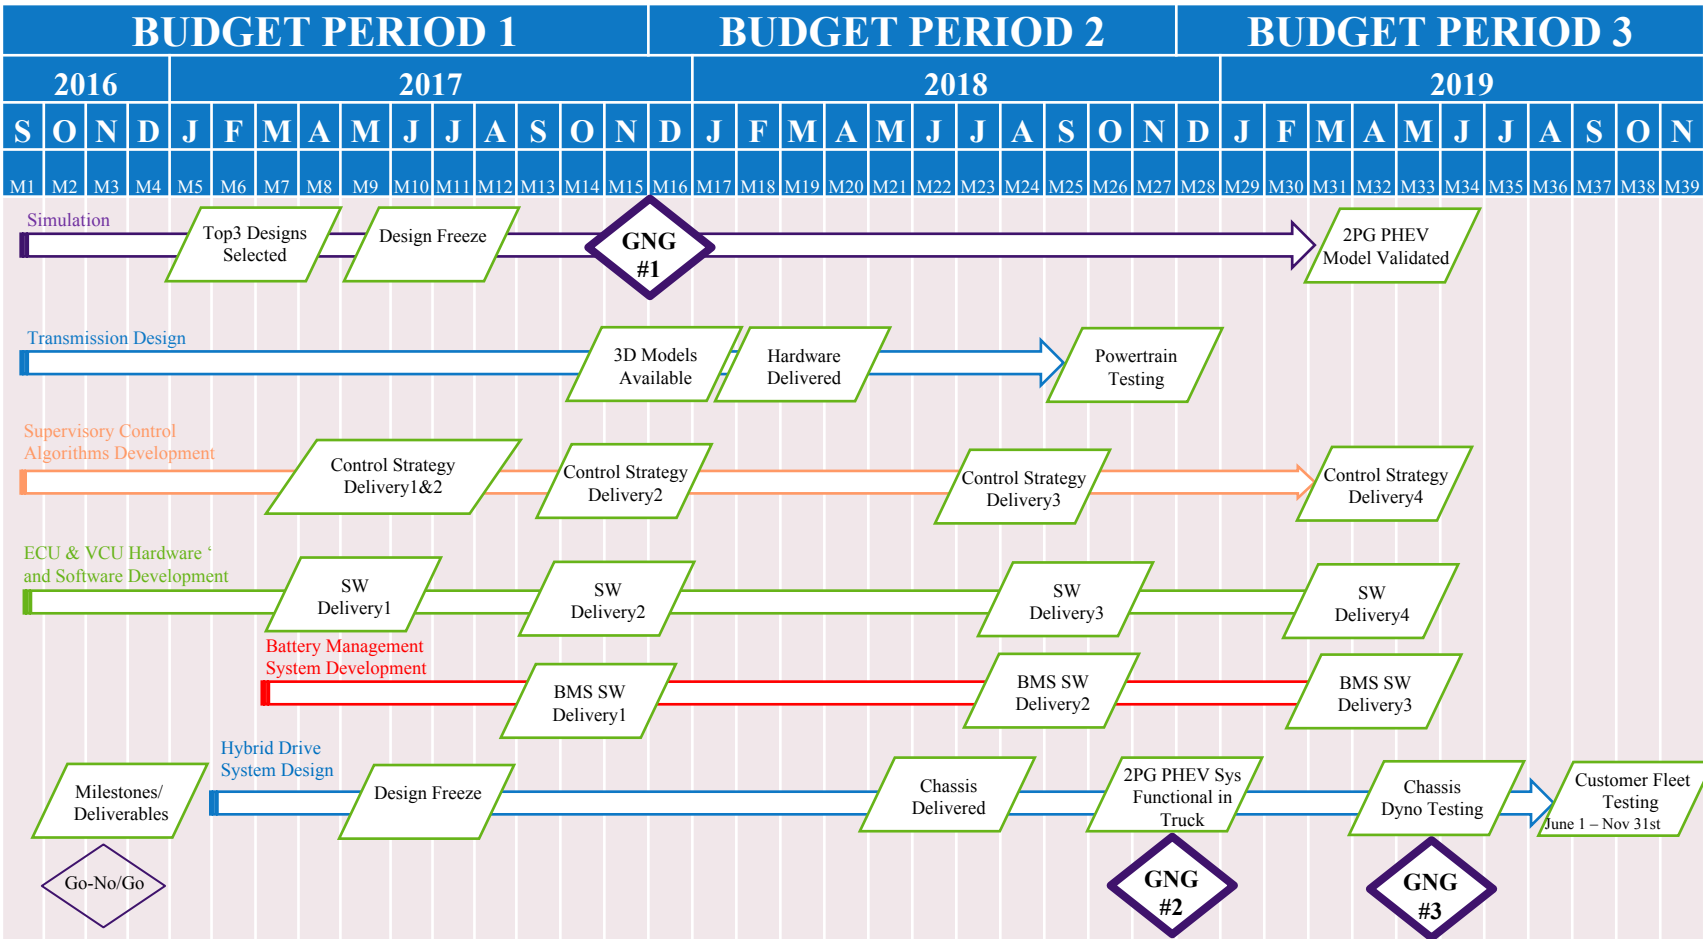 BUDGET PERIOD 1 BUDGET PERIOD 2 BUDGET PERIOD 3
2016 2017 2018 2019
S O N D J F M A M J J A S O N D J F M A M J J A S O N D J F M A M J J A S O N
M1 M2 M3 M4 M5 M6 M7 M8 M9 M10 M11 M12 M13 M14 M15 M16 M17 M18 M19 M20 M21 M22 M23 M24 M25 M26 M27 M28 M29 M30 M31 M32 M33 M34 M35 M36 M37 M38 M39
Simulation
Top3 Designs
Selected
Design Freeze
GNG
#1
2PG PHEV
Model Validated
Transmission Design
3D Models
Available
Hardware
Delivered
Powertrain
Testing
Supervisory Control
Algorithms Development
Control Strategy
Delivery1&2
Control Strategy
Delivery2
Control Strategy
Delivery3
Control Strategy
Delivery4
ECU & VCU Hardware ‘
and Software Development
SW
Delivery1
SW
Delivery2
SW
Delivery3
SW
Delivery4
Battery Management
System Development
BMS SW
Delivery1
BMS SW
Delivery2
BMS SW
Delivery3
Hybrid Drive
System Design
Milestones/
Deliverables
Design Freeze
Chassis
Delivered
2PG PHEV Sys
Functional in
Truck
Chassis
Dyno Testing
Customer Fleet
Testing
June 1 – Nov 31st
Go-No/Go
GNG
#2
GNG
#3